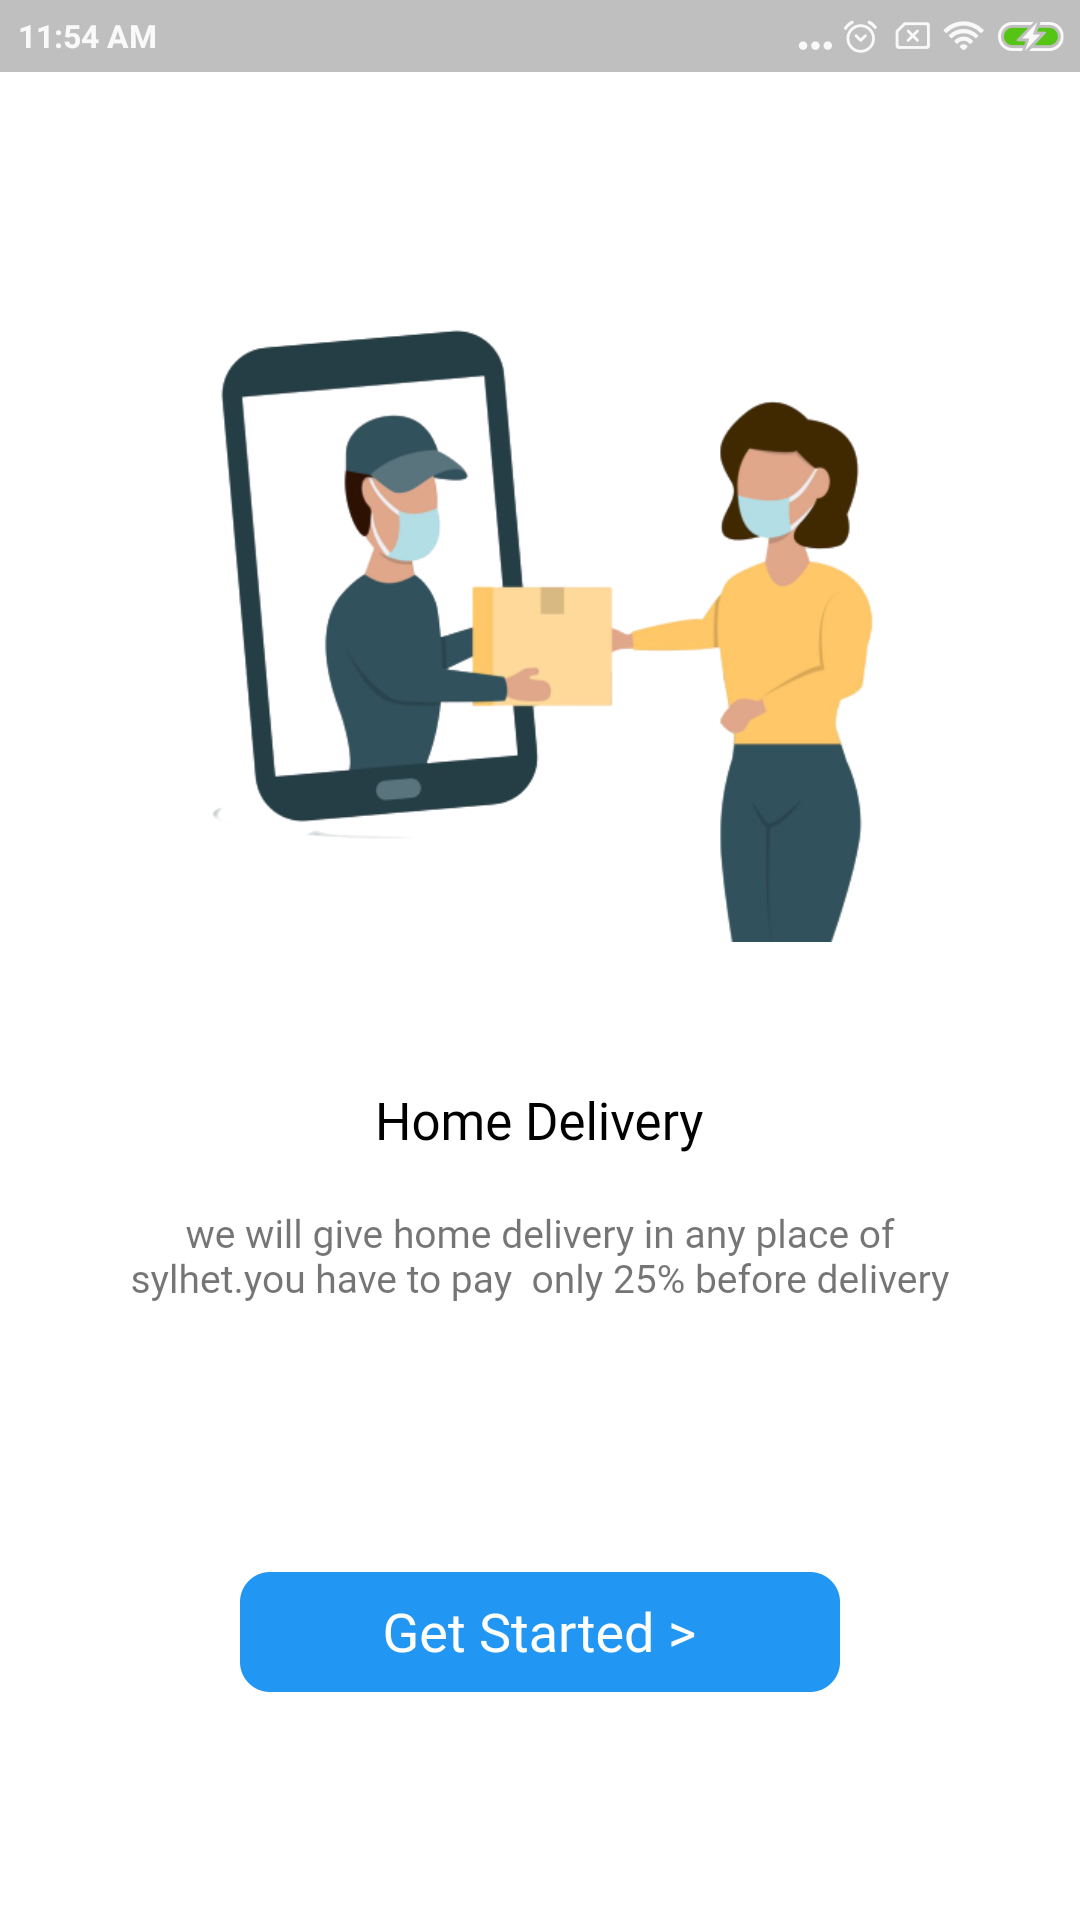 11:54 AM
Home Delivery
we will give home delivery in any place of
sylhet.you have to pay  only 25% before delivery
Get Started >